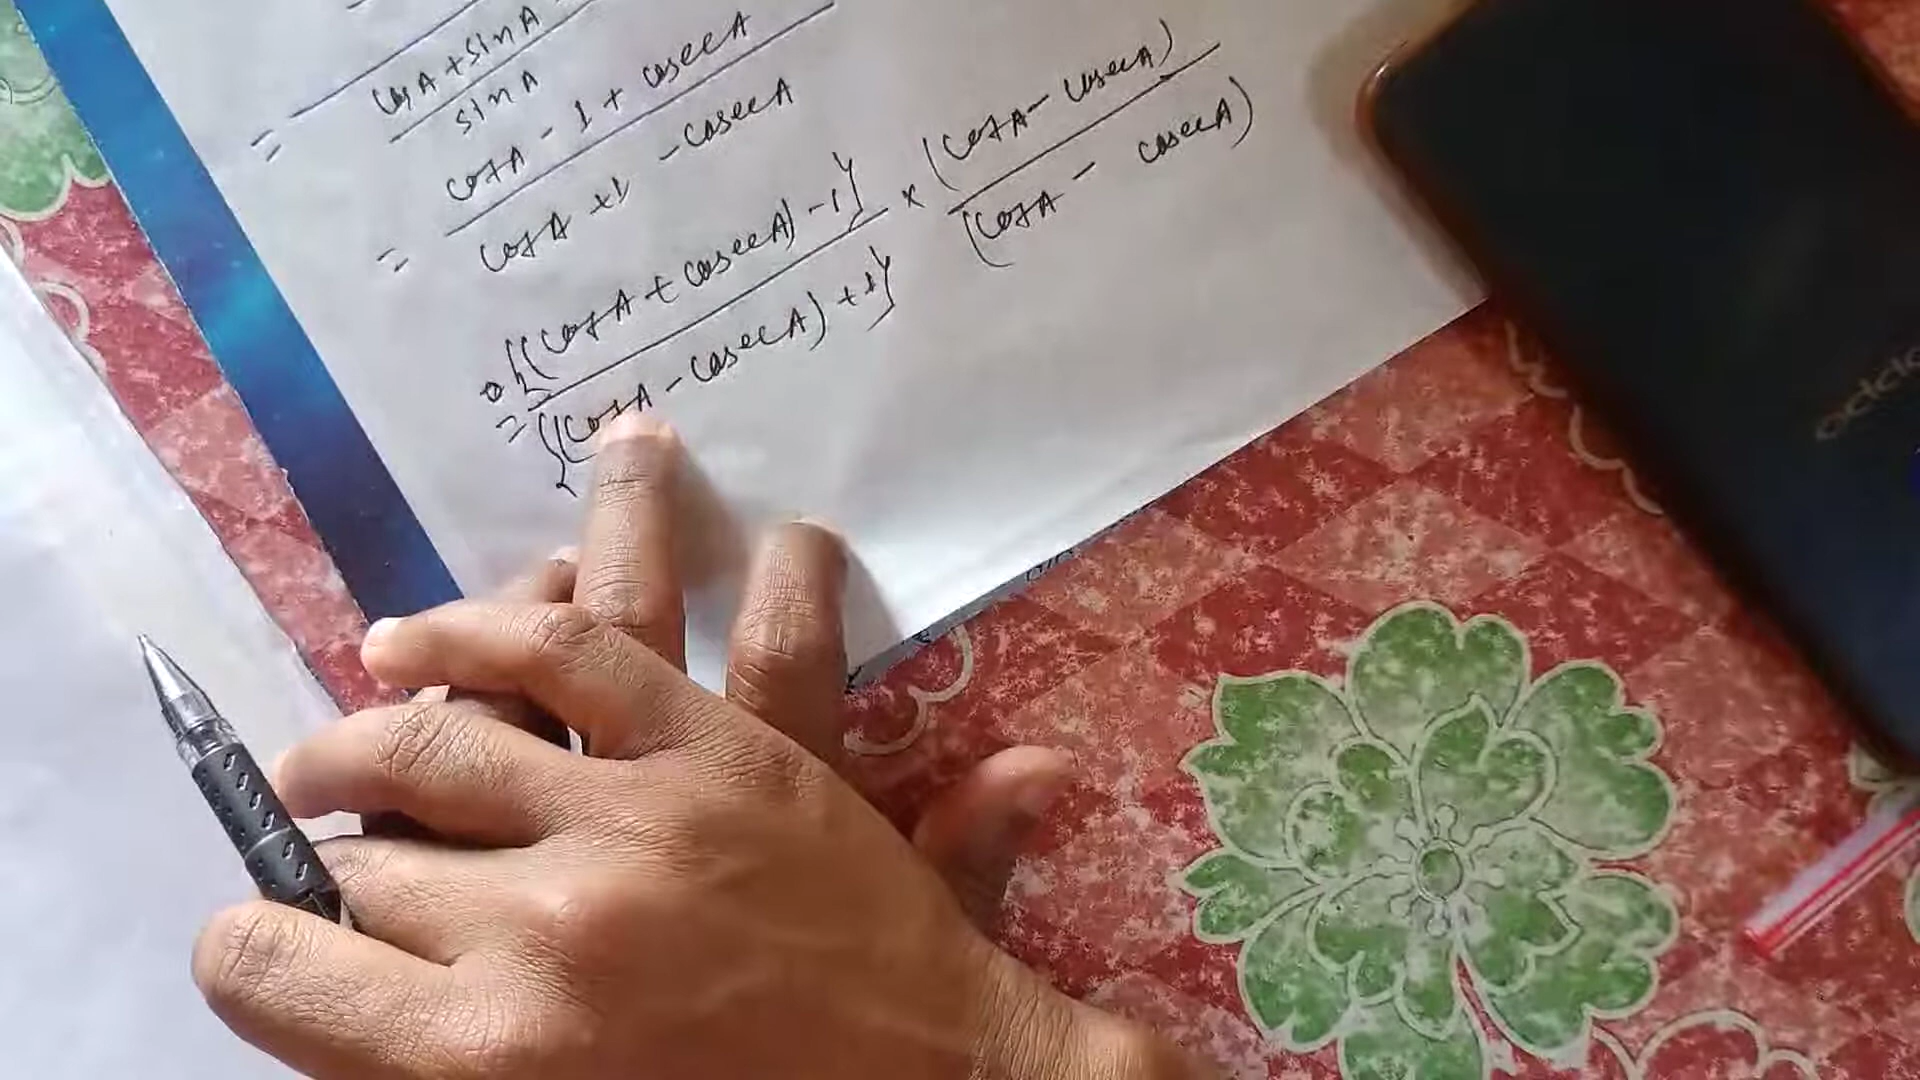 cosA + sinA
= sinA
cotA - 1 + cosecA
= cotA + 1 - cosecA
{(cotA + cosecA) - 1} × (cotA - cosecA)
= {(cotA - cosecA) + 1} (cotA - cosecA)